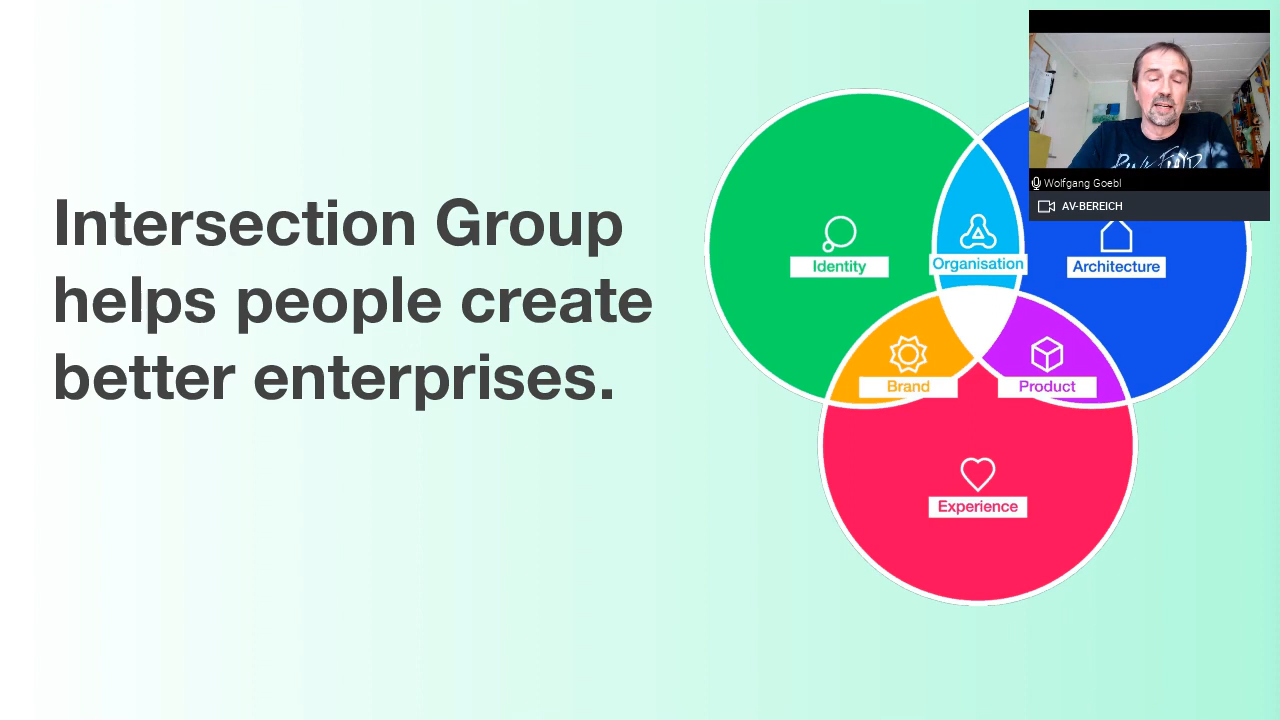 Intersection Group
helps people create
better enterprises.
Identity
Organisation
Architecture
Brand
Product
Experience
Wolfgang Goebl
AV-BEREICH